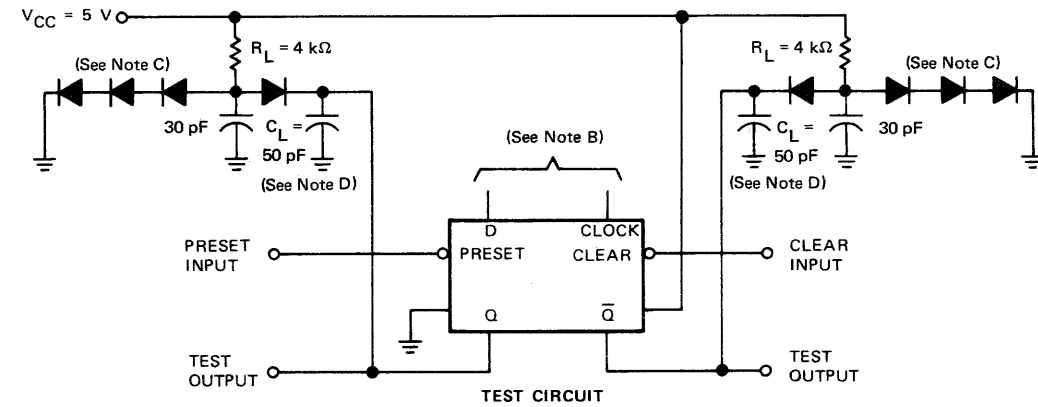 V_CC = 5 V
R_L = 4 kΩ
R_L = 4 kΩ
(See Note C)
(See Note C)
30 pF
C_L =
50 pF
(See Note D)
C_L =
50 pF
(See Note D)
30 pF
(See Note B)
D
CLOCK
PRESET
INPUT
PRESET
CLEAR
CLEAR
INPUT
Q
Q̅
TEST
OUTPUT
TEST
OUTPUT
TEST CIRCUIT